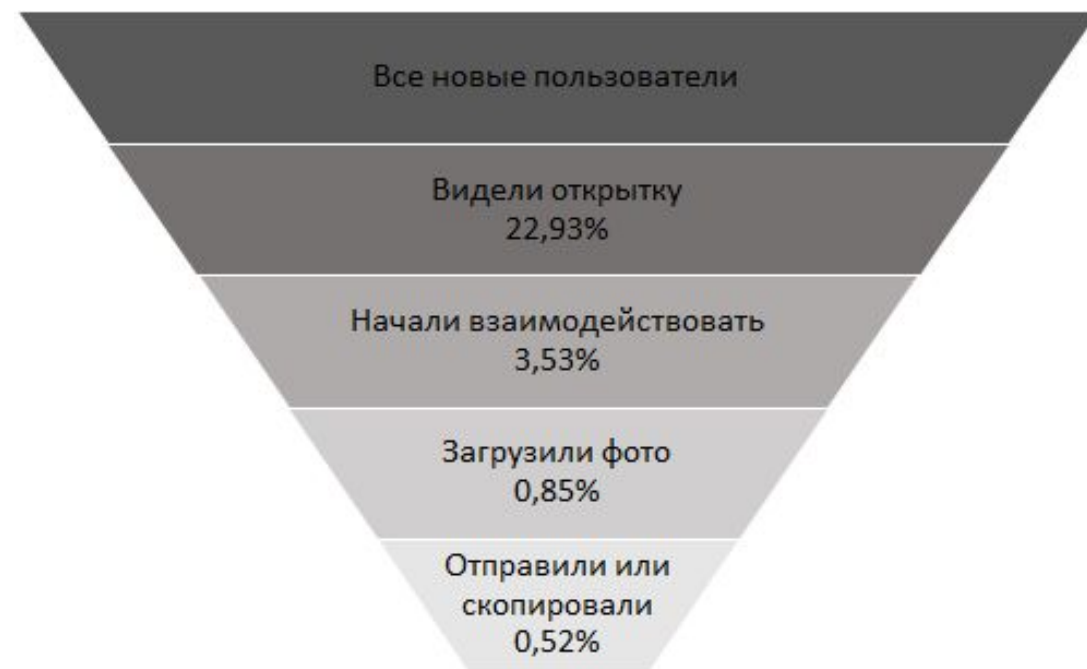 Все новые пользователи
Видели открытку
22,93%
Начали взаимодействовать
3,53%
Загрузили фото
0,85%
Отправили или
скопировали
0,52%